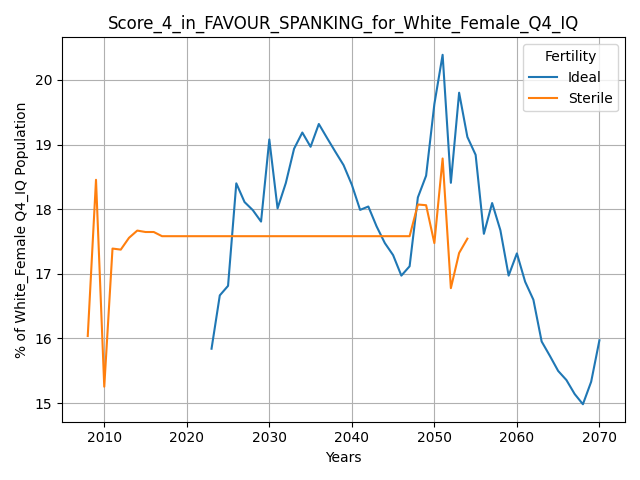 Score_4_in_FAVOUR_SPANKING_for_White_Female_Q4_IQ
Fertility
Ideal
Sterile
% of White_Female Q4_IQ Population
20
19
18
17
16
15
2010 2020 2030 2040 2050 2060 2070
Years